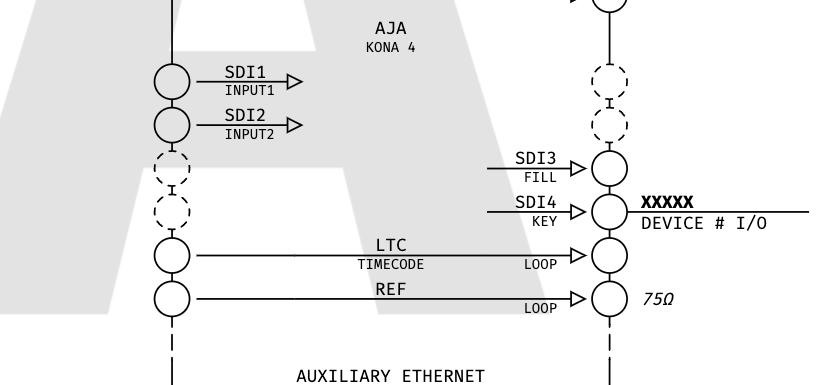 AJA
KONA 4
SDI1
INPUT1
SDI2
INPUT2
SDI3
FILL
SDI4
KEY
XXXXX
DEVICE # I/O
LTC
TIMECODE
LOOP
REF
LOOP
75Ω
AUXILIARY ETHERNET